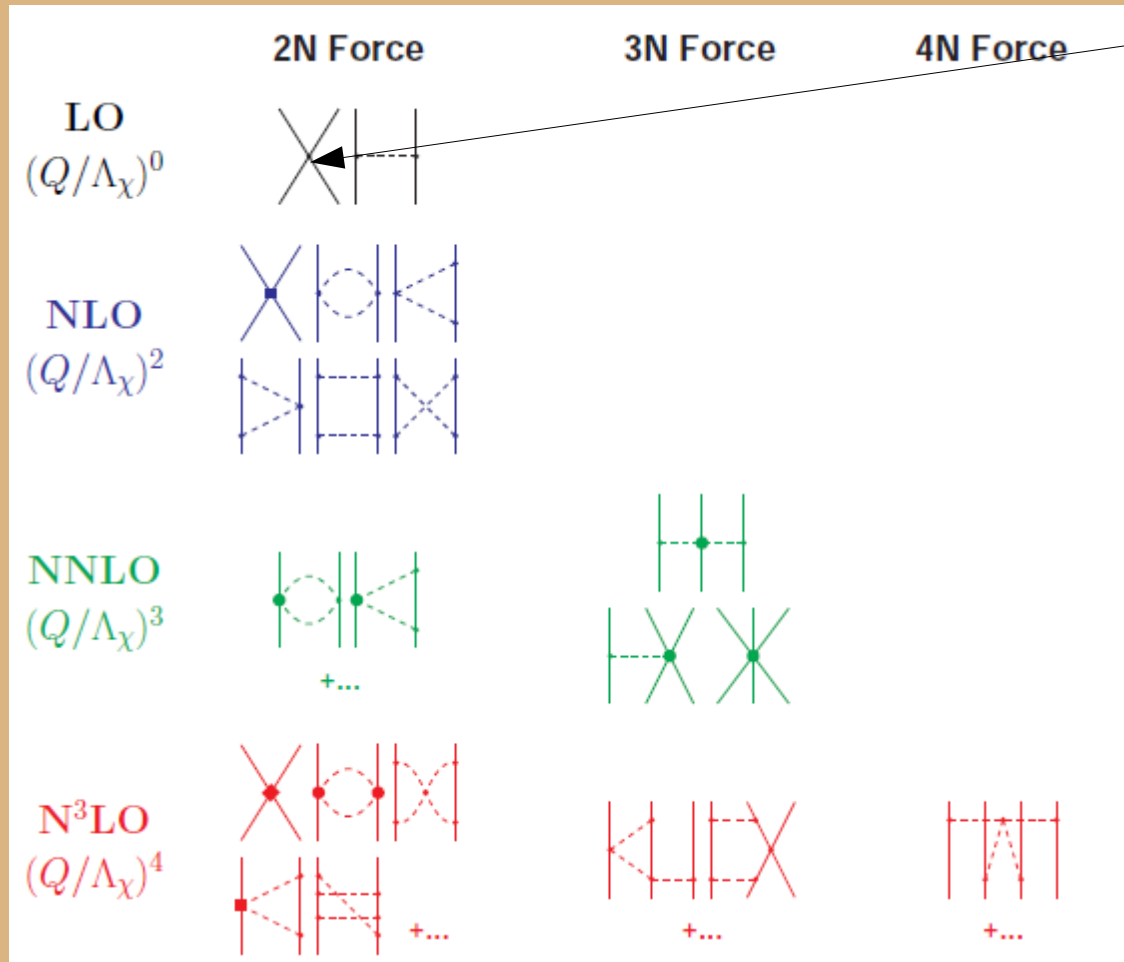 2N Force 3N Force 4N Force
LO
(Q/Λχ)⁰
NLO
(Q/Λχ)²
NNLO
(Q/Λχ)³
+...
N³LO
(Q/Λχ)⁴
+... +... +...